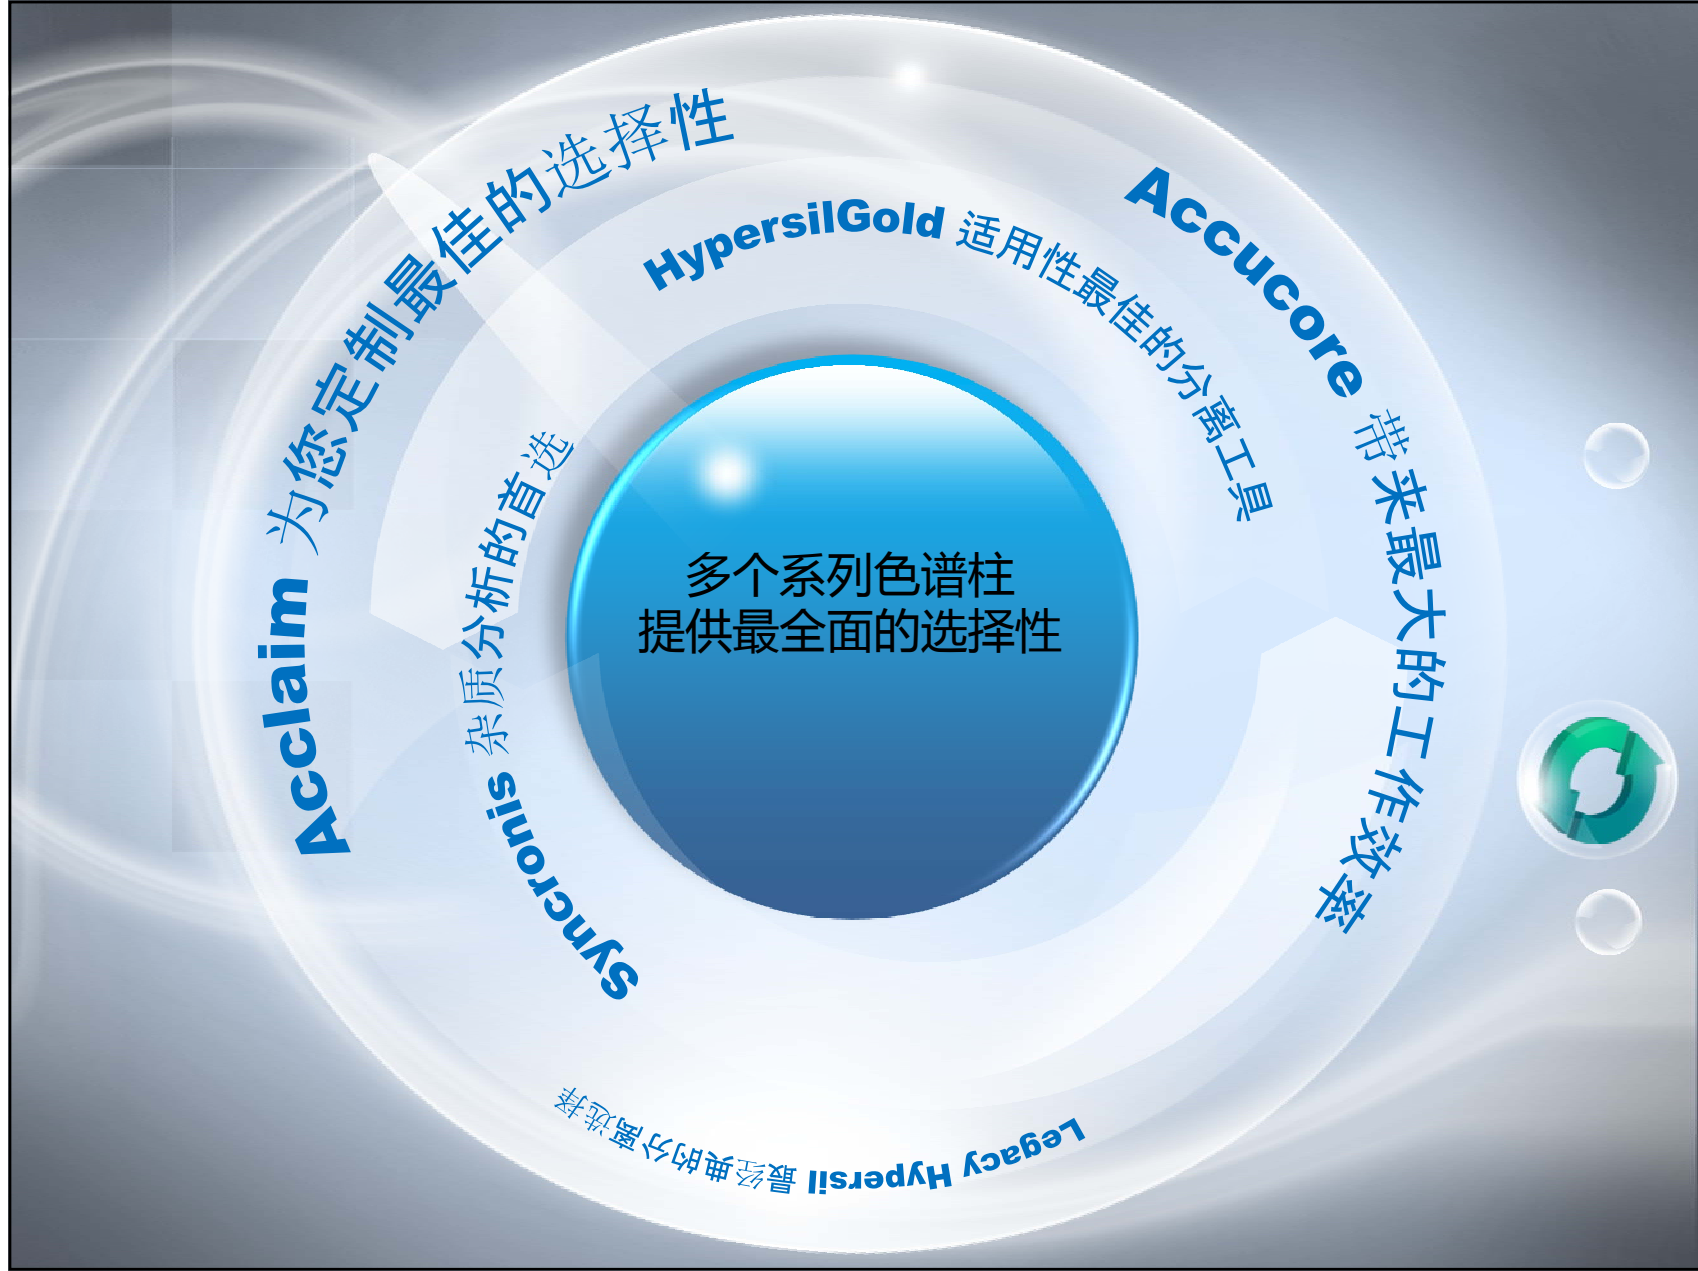 Acclaim 为您定制最佳的选择性
HypersilGold 适用性最佳的分离工具
Accucore 带来最大的工作效率
Syncronis 杂质分析的首选
多个系列色谱柱
提供最全面的选择性
Legacy Hypersil 最经典的分离选择